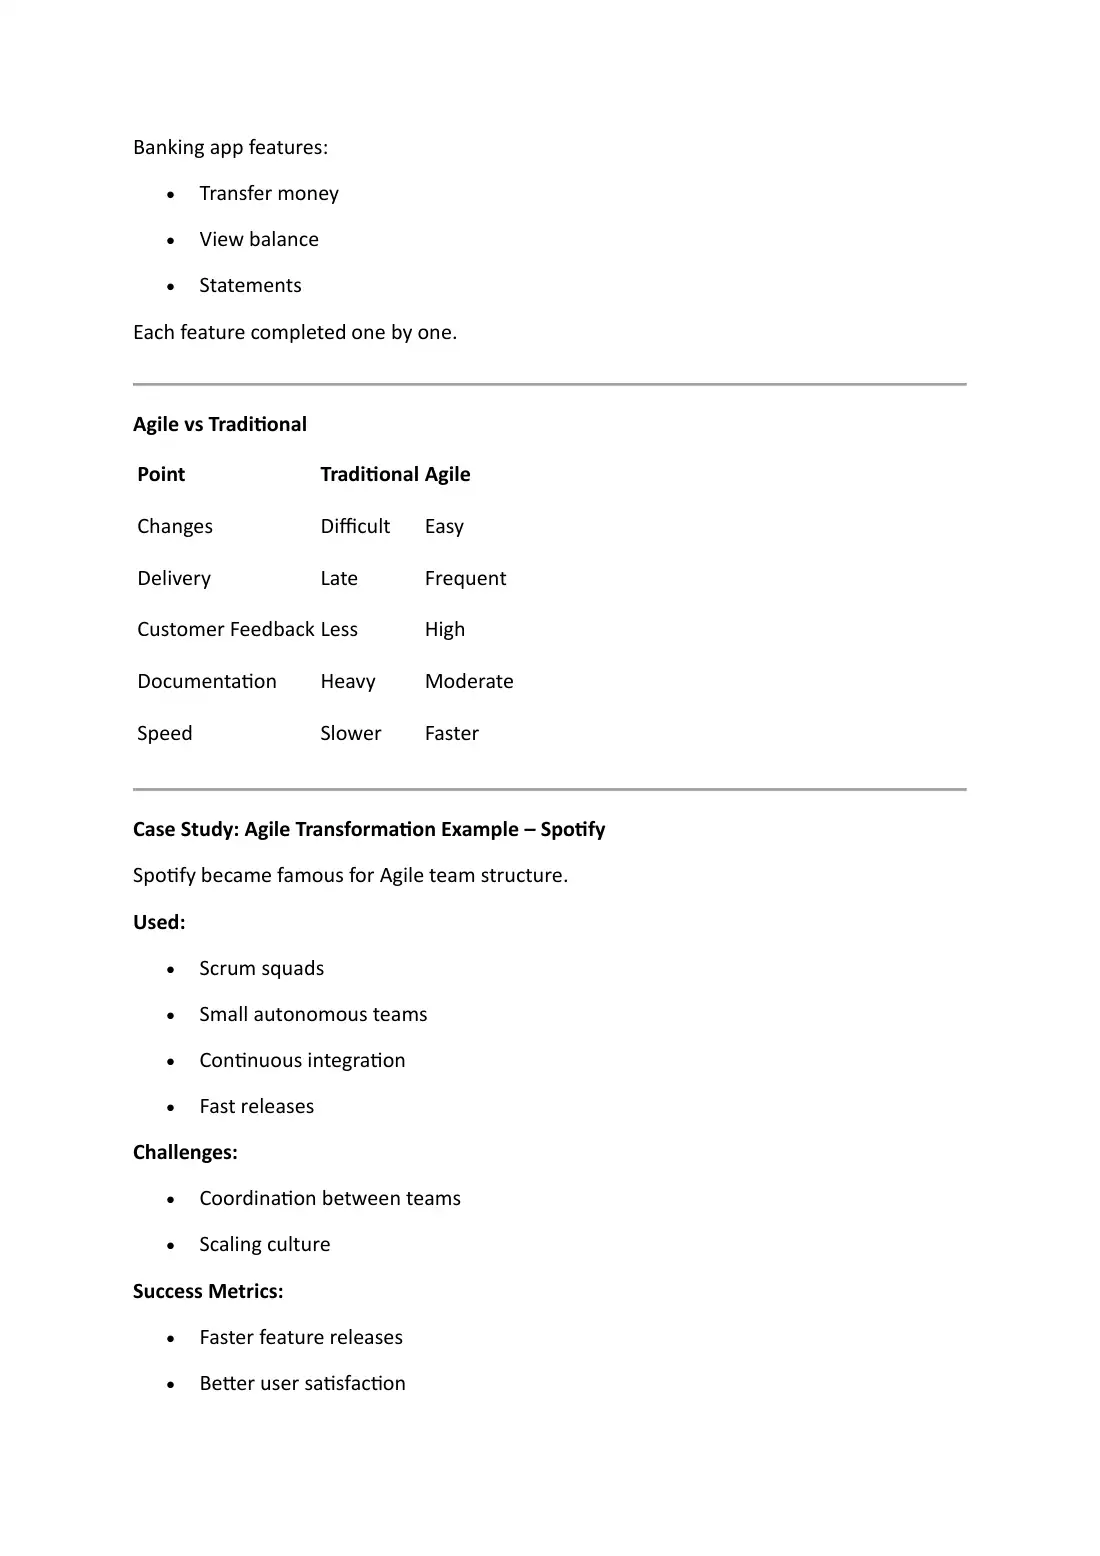 Banking app features:
• Transfer money
• View balance
• Statements
Each feature completed one by one.
Agile vs Traditional
Point Traditional Agile
Changes Difficult Easy
Delivery Late Frequent
Customer Feedback Less High
Documentation Heavy Moderate
Speed Slower Faster
Case Study: Agile Transformation Example – Spotify
Spotify became famous for Agile team structure.
Used:
• Scrum squads
• Small autonomous teams
• Continuous integration
• Fast releases
Challenges:
• Coordination between teams
• Scaling culture
Success Metrics:
• Faster feature releases
• Better user satisfaction